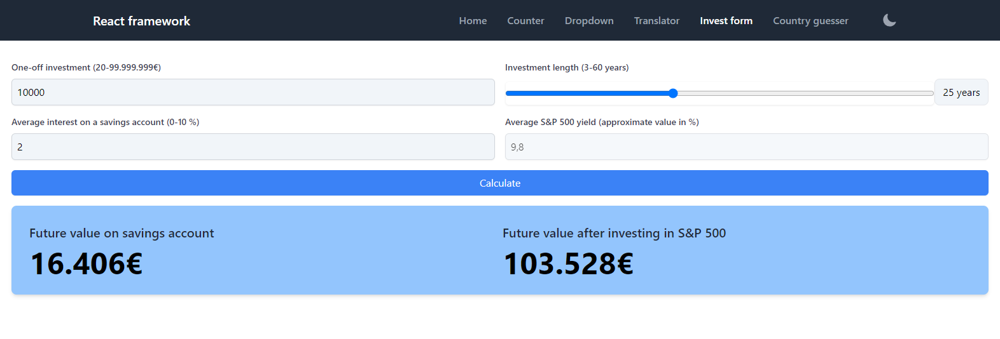 React framework
Home Counter Dropdown Translator Invest form Country guesser
One-off investment (20-99.999.999€)
10000
Investment length (3-60 years)
25 years
Average interest on a savings account (0-10 %)
2
Average S&P 500 yield (approximate value in %)
9,8
Calculate
Future value on savings account
16.406€
Future value after investing in S&P 500
103.528€